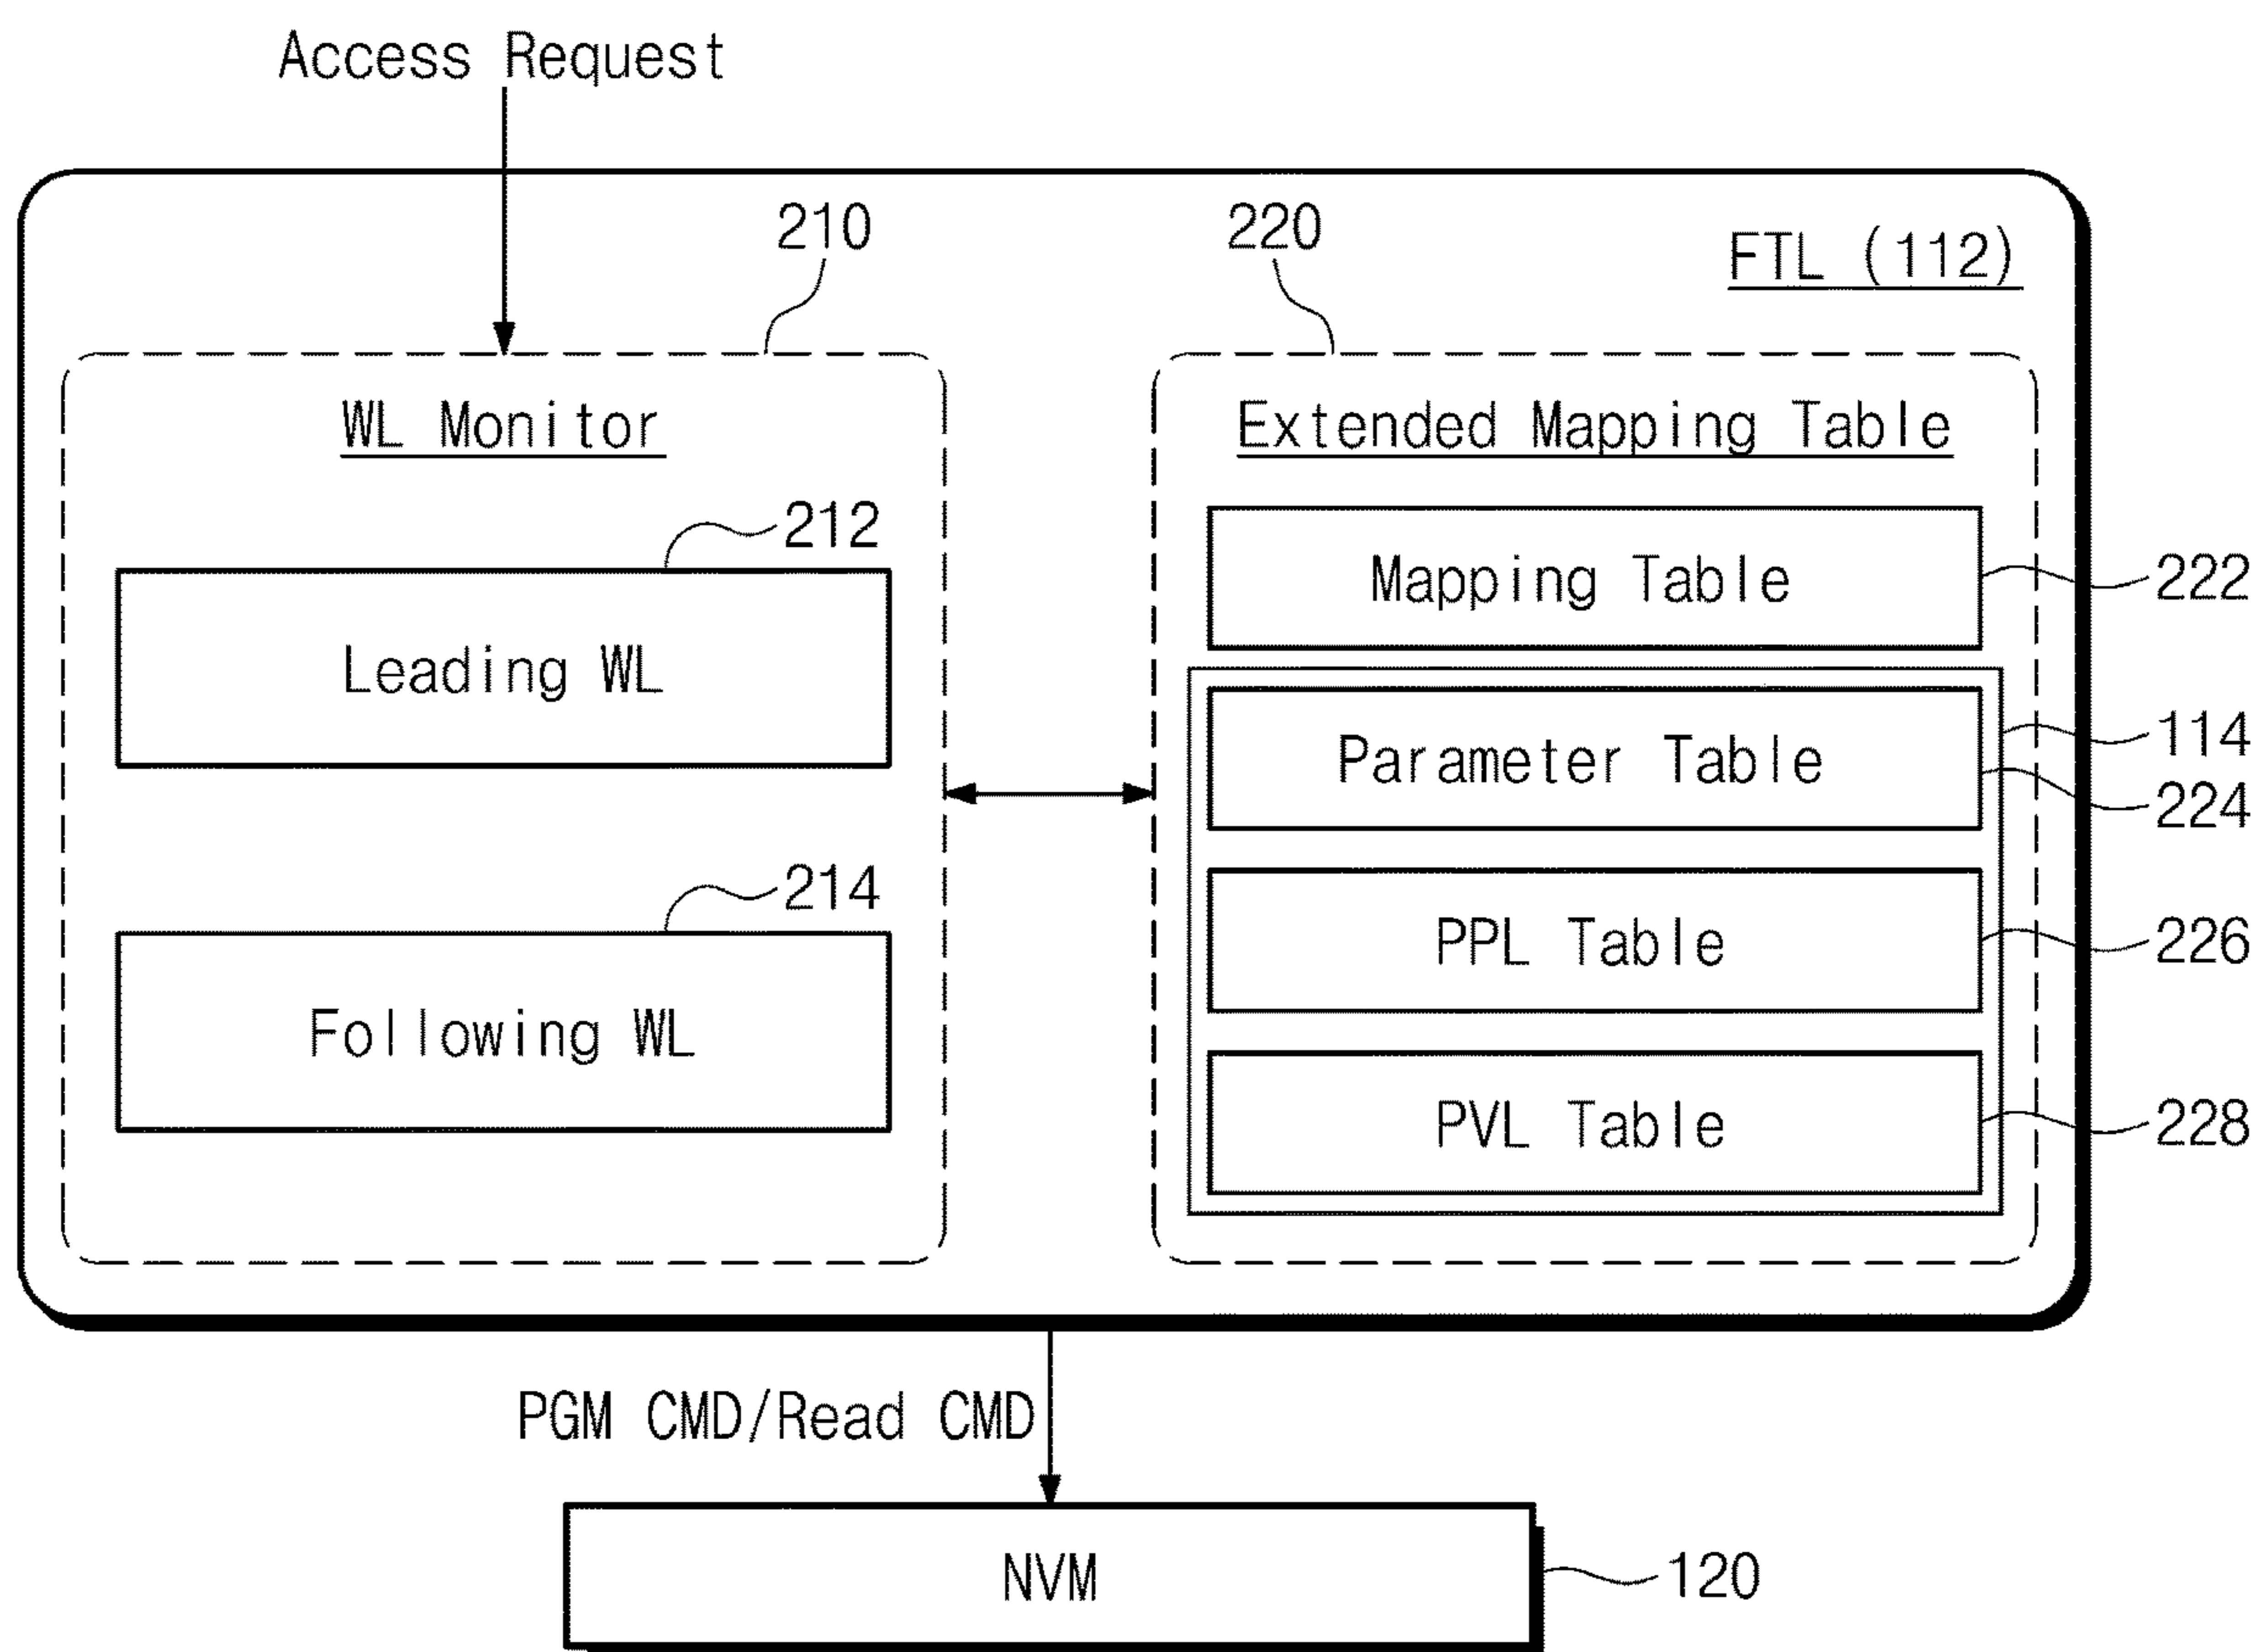 Access Request
210
220
FTL (112)
WL Monitor
Extended Mapping Table
212
Mapping Table
222
Leading WL
Parameter Table
114
224
214
PPL Table
226
Following WL
PVL Table
228
PGM CMD/Read CMD
NVM
120